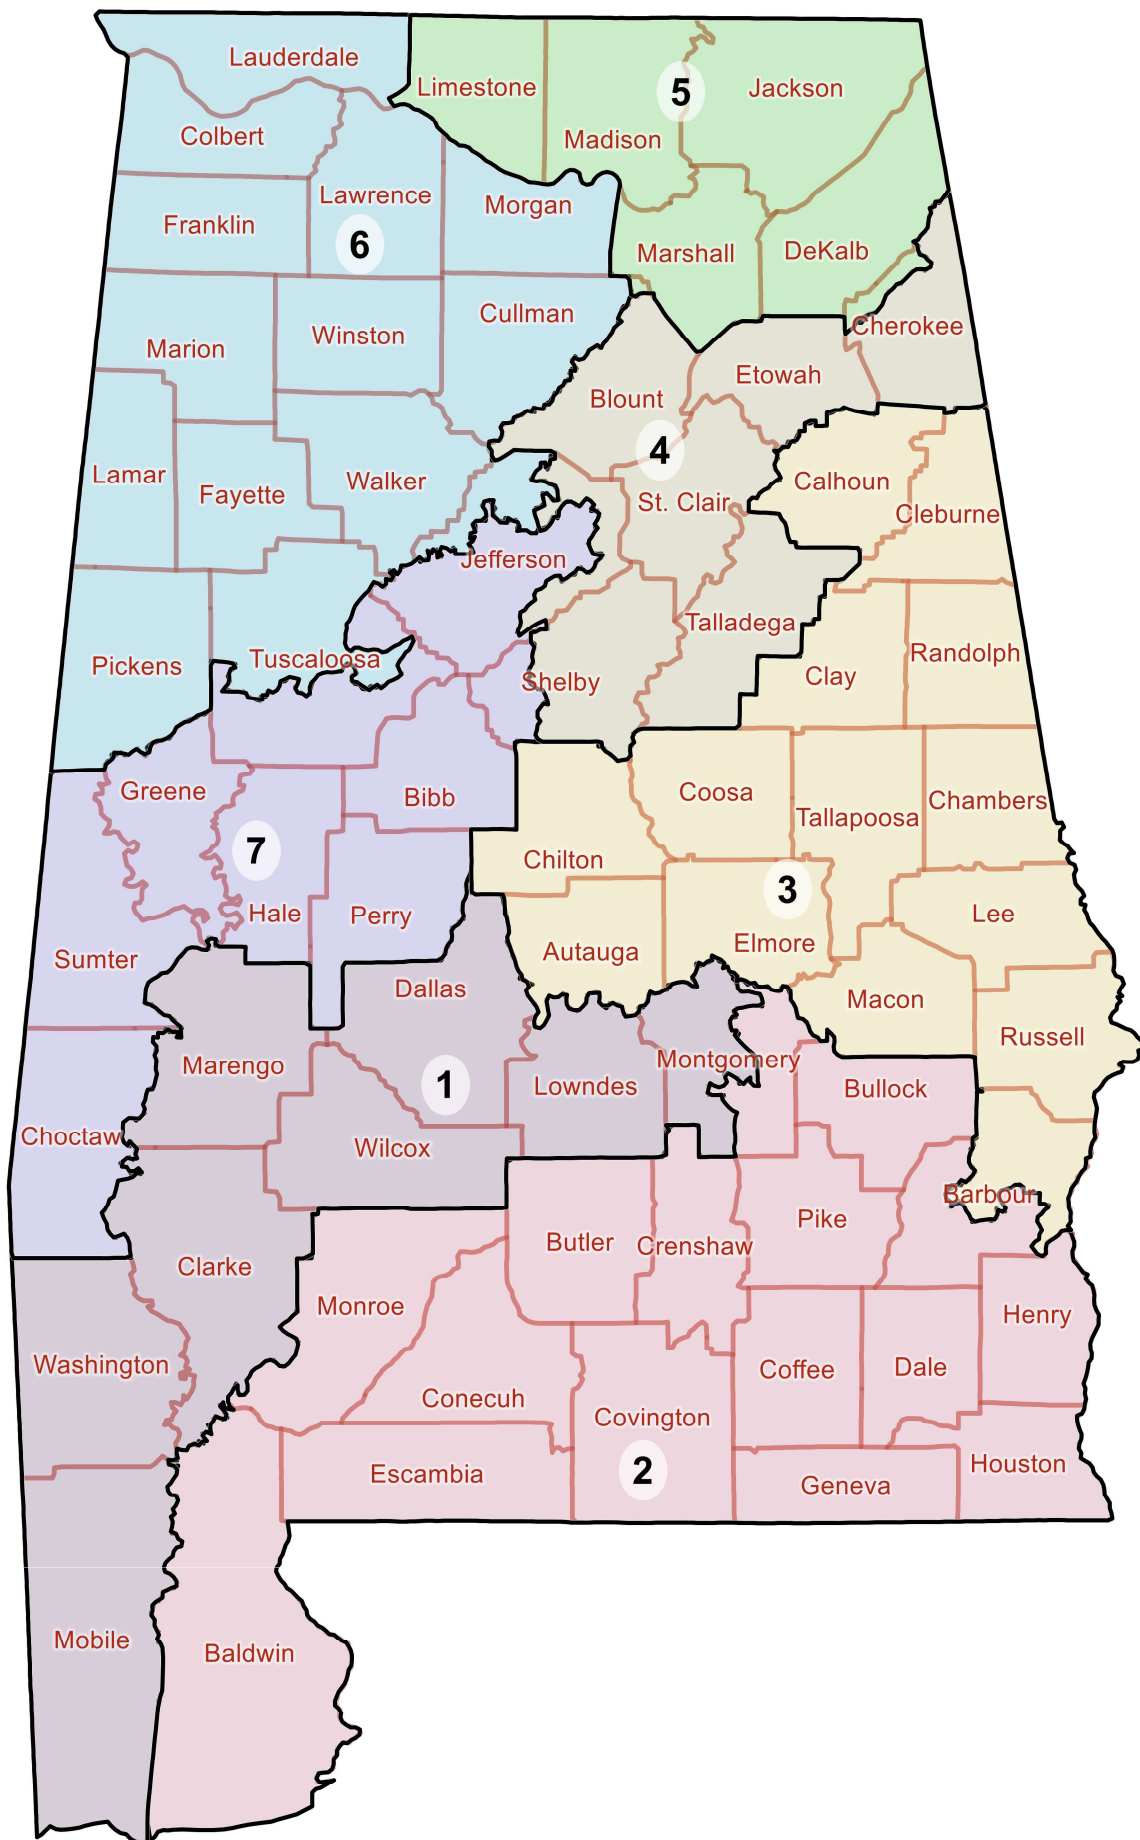 Lauderdale
Limestone
5
Jackson
Colbert
Madison
Lawrence
Morgan
Franklin
6
Marshall
DeKalb
Cullman
Cherokee
Winston
Marion
Etowah
Blount
4
Lamar
Walker
Calhoun
Fayette
St. Clair
Cleburne
Jefferson
Talladega
Randolph
Tuscaloosa
Pickens
Clay
Shelby
Greene
Bibb
Coosa
Chambers
Tallapoosa
7
Chilton
3
Hale
Perry
Lee
Elmore
Autauga
Sumter
Dallas
Macon
Russell
Montgomery
Marengo
1
Lowndes
Bullock
Choctaw
Wilcox
Barbour
Pike
Butler
Crenshaw
Clarke
Monroe
Henry
Washington
Coffee
Dale
Conecuh
Covington
Houston
Escambia
2
Geneva
Mobile
Baldwin